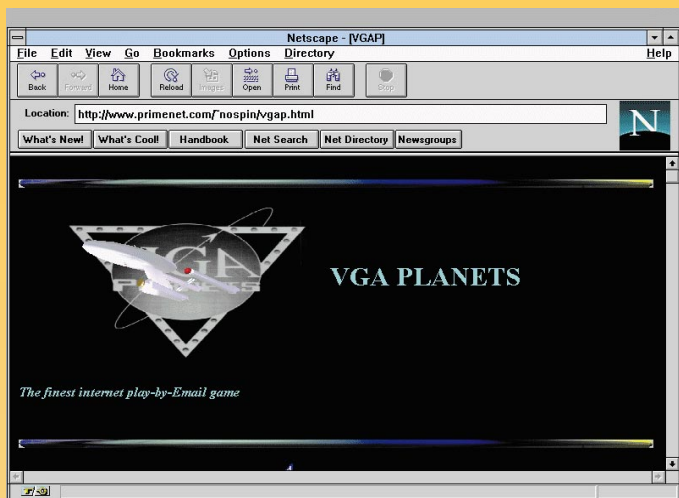 Netscape - [VGAP]
File Edit View Go Bookmarks Options Directory Help
Back Forward Home Reload Images Open Print Find Stop
Location: http://www.primenet.com/~nospin/vgap.html
N
What's New! What's Cool! Handbook Net Search Net Directory Newsgroups
VGA
PLANETS
VGA PLANETS
The finest internet play-by-Email game